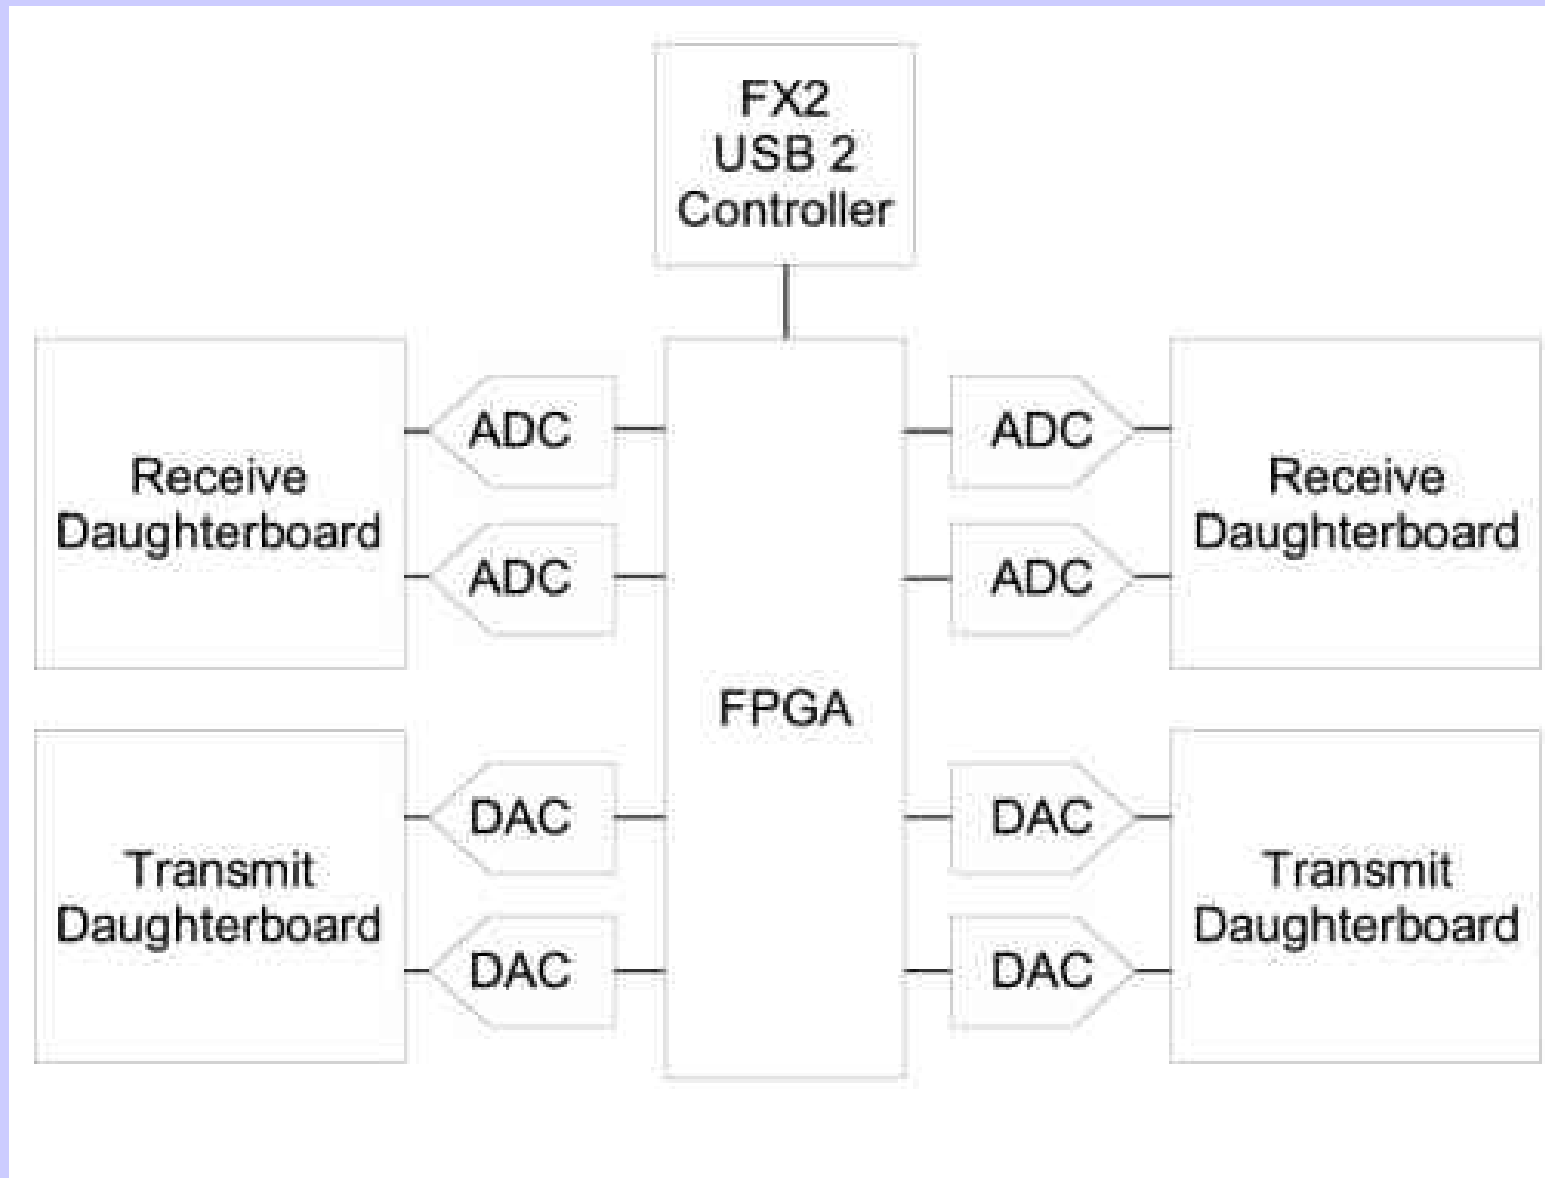 FX2
USB 2
Controller
ADC
ADC
Receive
Daughterboard
Receive
Daughterboard
ADC
ADC
FPGA
DAC
DAC
Transmit
Daughterboard
Transmit
Daughterboard
DAC
DAC